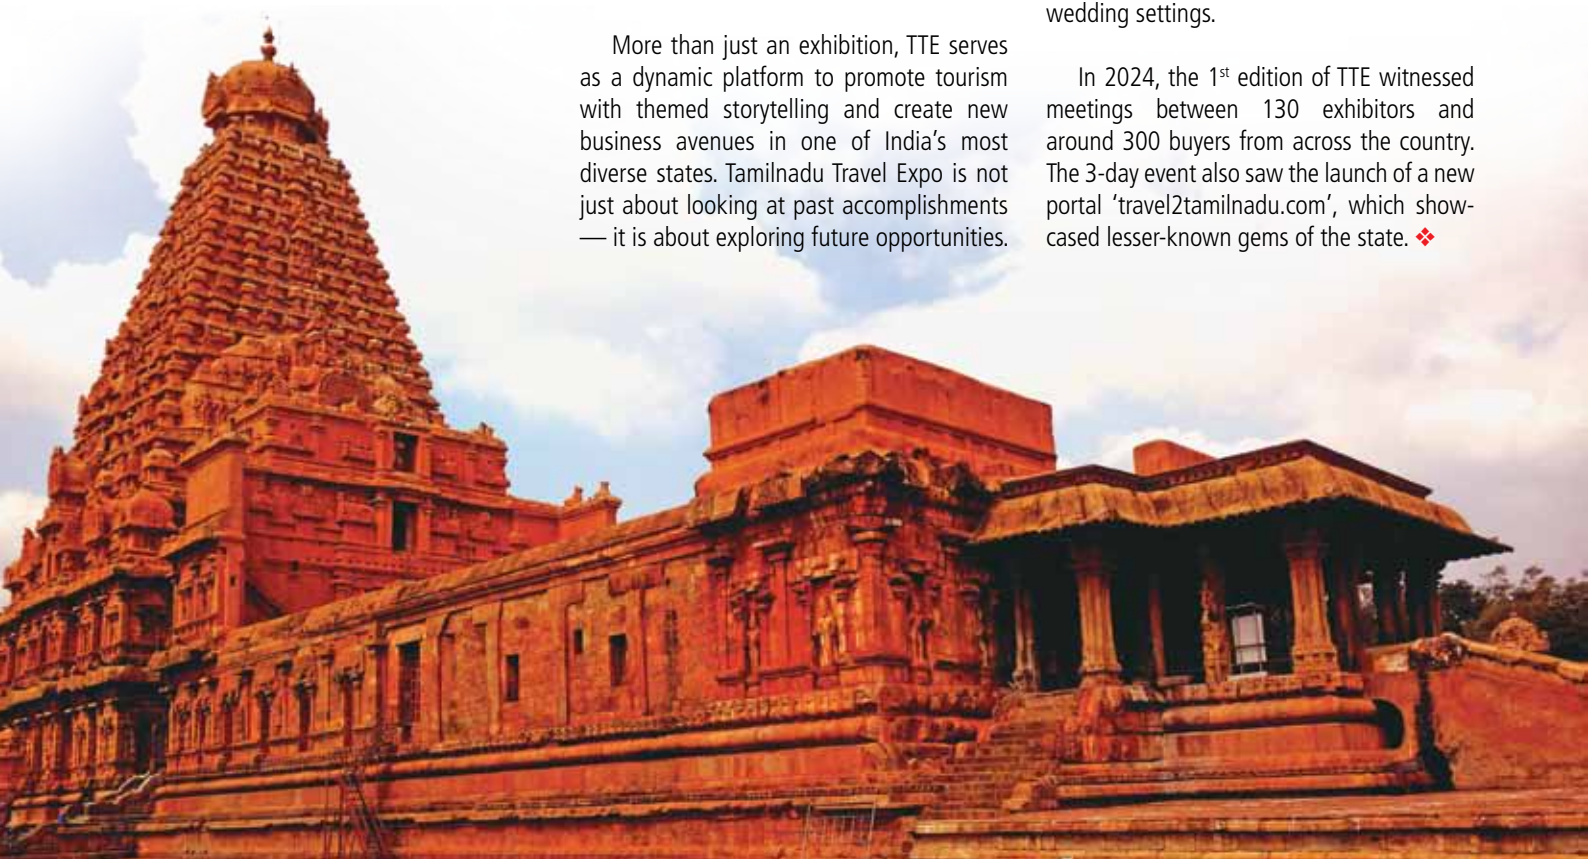 More than just an exhibition, TTE serves
as a dynamic platform to promote tourism
with themed storytelling and create new
business avenues in one of India's most
diverse states. Tamilnadu Travel Expo is not
just about looking at past accomplishments
— it is about exploring future opportunities.
wedding settings.
In 2024, the 1st edition of TTE witnessed
meetings between 130 exhibitors and
around 300 buyers from across the country.
The 3-day event also saw the launch of a new
portal 'travel2tamilnadu.com', which show-
cased lesser-known gems of the state. ❖